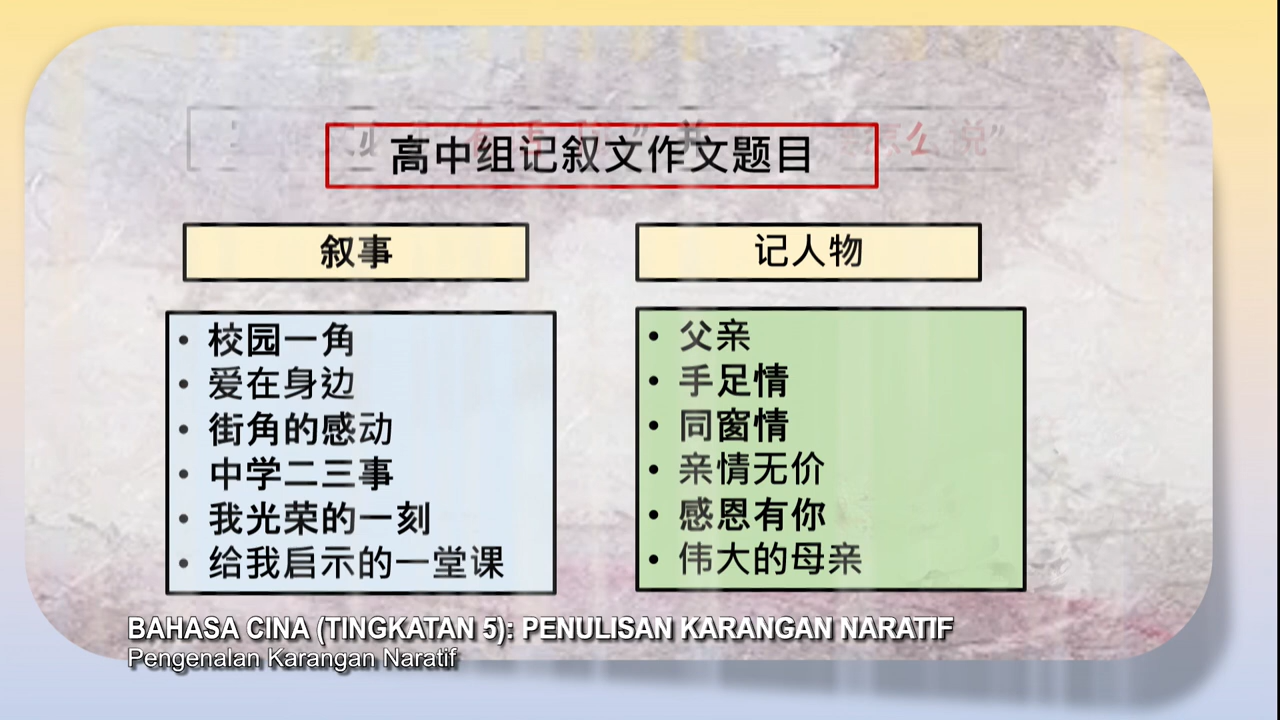 高中组记叙文作文题目
叙事
• 校园一角
• 爱在身边
• 街角的感动
• 中学二三事
• 我光荣的一刻
• 给我启示的一堂课
记人物
• 父亲
• 手足情
• 同窗情
• 亲情无价
• 感恩有你
• 伟大的母亲
BAHASA CINA (TINGKATAN 5): PENULISAN KARANGAN NARATIF
Pengenalan Karangan Naratif